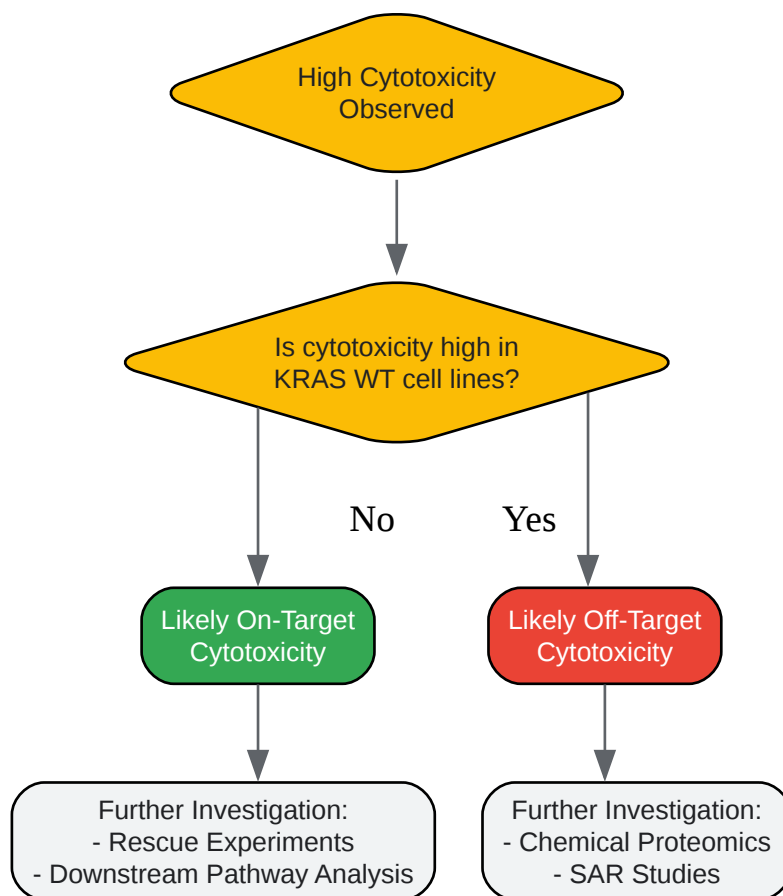 High Cytotoxicity
Observed
Is cytotoxicity high in
KRAS WT cell lines?
No
Yes
Likely On-Target
Cytotoxicity
Likely Off-Target
Cytotoxicity
Further Investigation:
- Rescue Experiments
- Downstream Pathway Analysis
Further Investigation:
- Chemical Proteomics
- SAR Studies